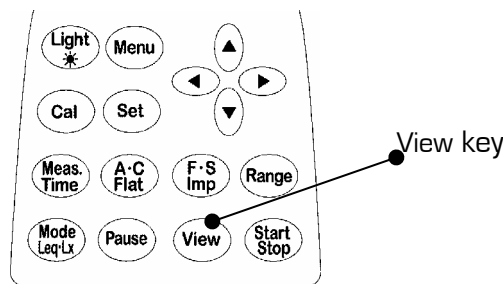 Light
Menu
Cal
Set
Meas.
Time
A·C
Flat
F·S
Imp
Range
Mode
Leq·Lx
Pause
View
Start
Stop
View key